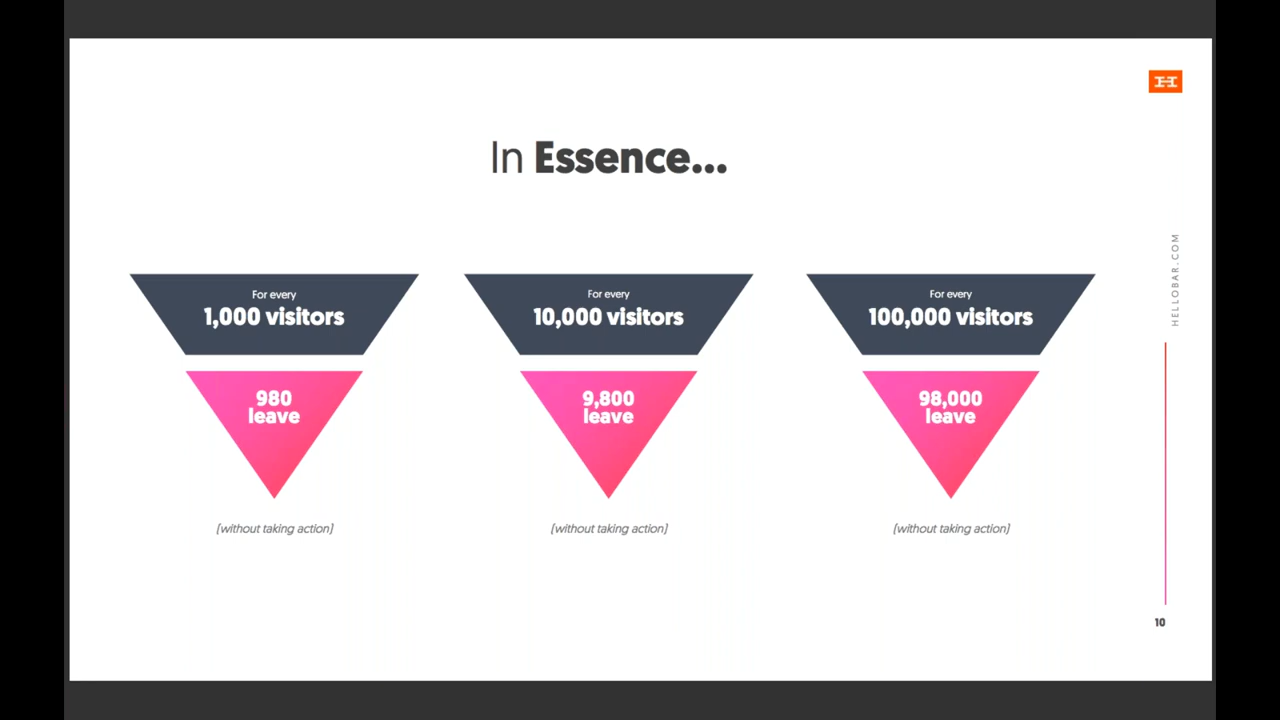 In Essence...
For every
1,000 visitors
980
leave
(without taking action)
For every
10,000 visitors
9,800
leave
(without taking action)
For every
100,000 visitors
98,000
leave
(without taking action)
H
HELLOBAR.COM
10